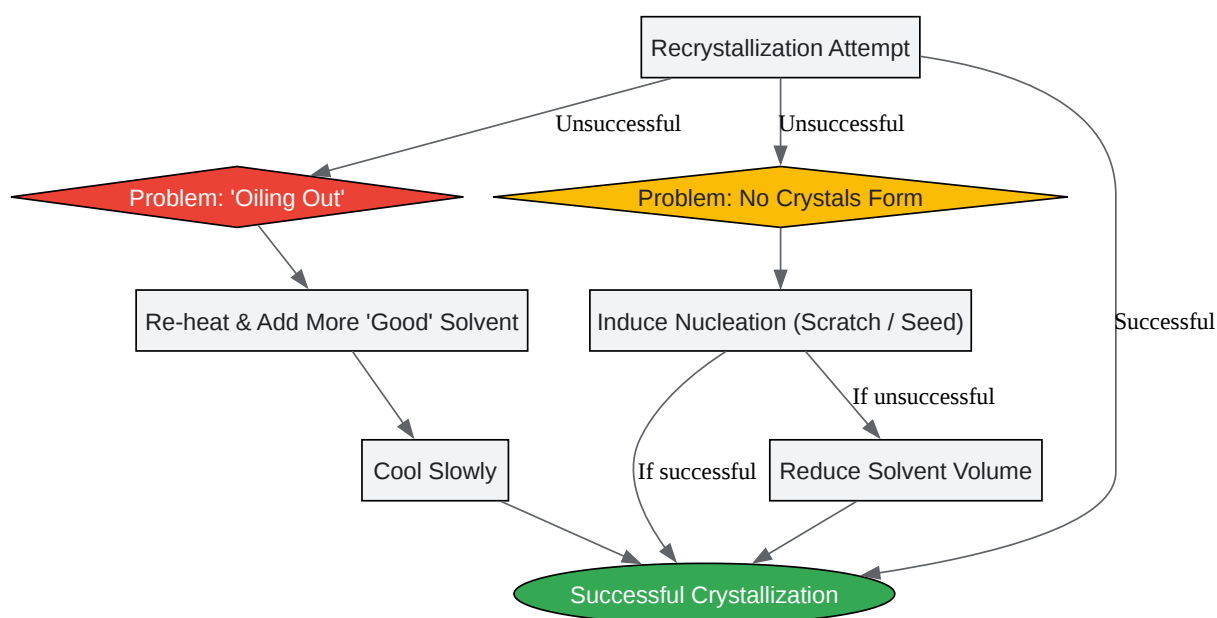 Recrystallization Attempt
Unsuccessful
Unsuccessful
Problem: 'Oiling Out'
Problem: No Crystals Form
Re-heat & Add More 'Good' Solvent
Induce Nucleation (Scratch / Seed)
Successful
If unsuccessful
Cool Slowly
If successful
Reduce Solvent Volume
Successful Crystallization